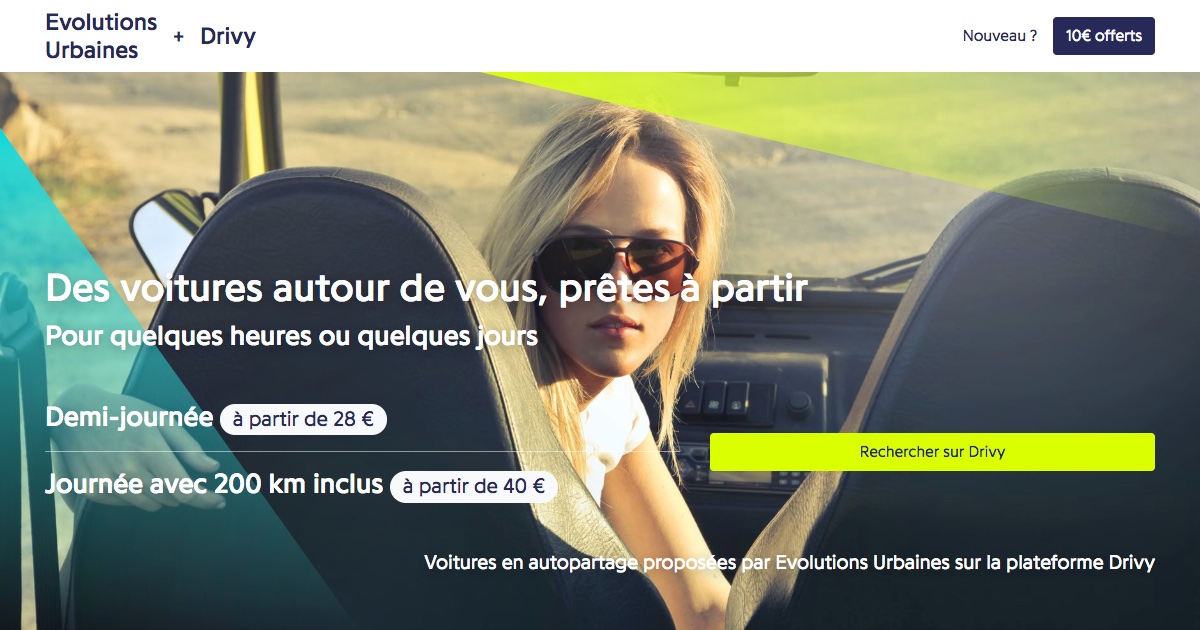 Evolutions
Urbaines
+ Drivy
Nouveau ? 10€ offerts
Des voitures autour de vous, prêtes à partir
Pour quelques heures ou quelques jours
Demi-journée à partir de 28 €
Rechercher sur Drivy
Journée avec 200 km inclus à partir de 40 €
Voitures en autopartage proposées par Evolutions Urbaines sur la plateforme Drivy